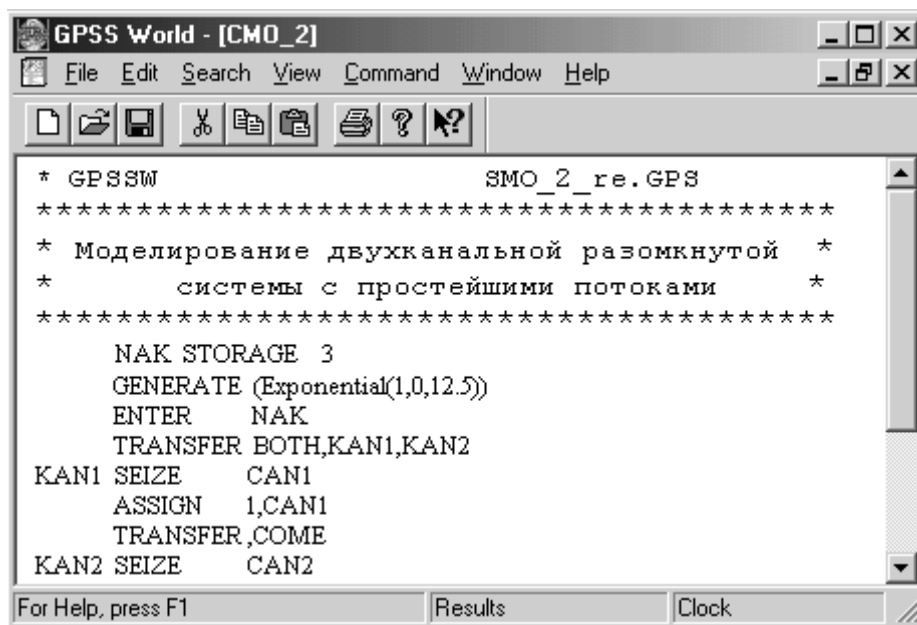 GPSS World - [CMO_2]
File Edit Search View Command Window Help
* GPSSW SMO_2_re.GPS
****************************************
* Моделирование двухканальной разомкнутой *
* системы с простейшими потоками *
****************************************
NAK STORAGE 3
GENERATE (Exponential(1,0,12.5))
ENTER NAK
TRANSFER BOTH,KAN1,KAN2
KAN1 SEIZE CAN1
ASSIGN 1,CAN1
TRANSFER ,COME
KAN2 SEIZE CAN2
For Help, press F1 Results Clock